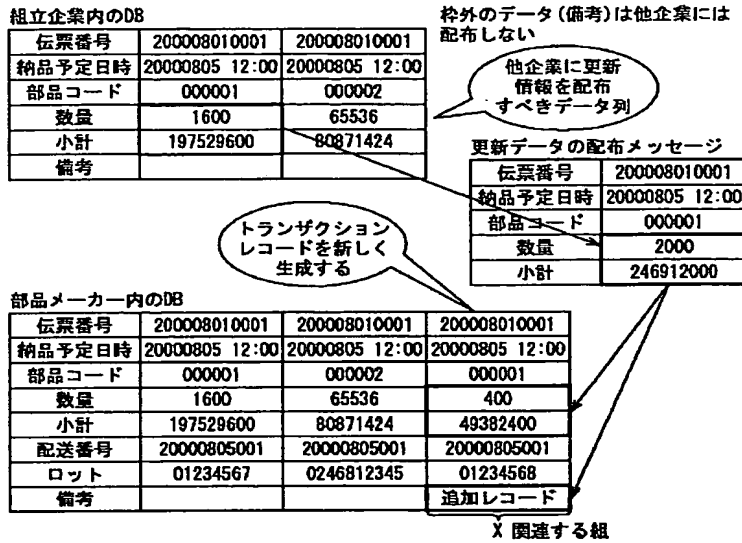 組立企業内のDB
伝票番号 200008010001 200008010001
納品予定日時 20000805 12:00 20000805 12:00
部品コード 000001 000002
数量 1600 65536
小計 197529600 80871424
備考
枠外のデータ(備考)は他企業には
配布しない
他企業に更新
情報を配布
すべきデータ列
更新データの配布メッセージ
伝票番号 200008010001
納品予定日時 20000805 12:00
部品コード 000001
数量 2000
小計 246912000
トランザクション
レコードを新しく
生成する
部品メーカー内のDB
伝票番号 200008010001 200008010001 200008010001
納品予定日時 20000805 12:00 20000805 12:00 20000805 12:00
部品コード 000001 000002 000001
数量 1600 65536 400
小計 197529600 80871424 49382400
配送番号 20000805001 20000805001 20000805001
ロット 01234567 0246812345 01234568
備考 追加レコード
X 関連する組